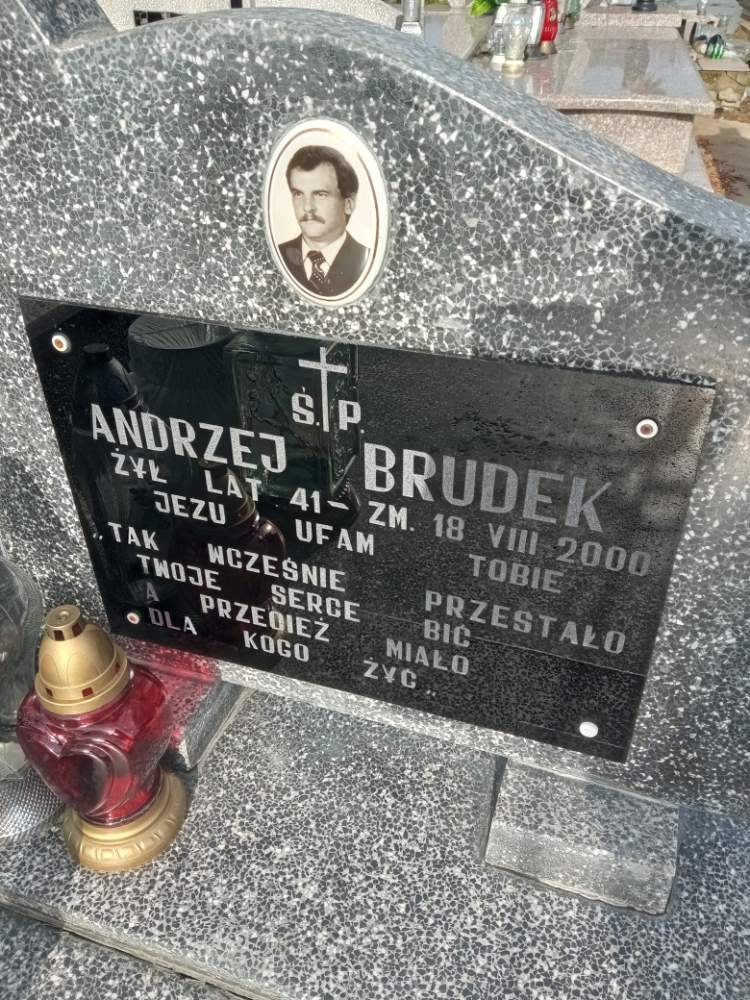 Ś.P.
ANDRZEJ BRUDEK
ŻYŁ LAT 41 - ZM. 18 VIII 2000
JEZU UFAM TOBIE
„TAK WCZEŚNIE PRZESTAŁO
TWOJE SERCE BIĆ
A PRZECIEŻ MIAŁO
DLA KOGO ŻYĆ„